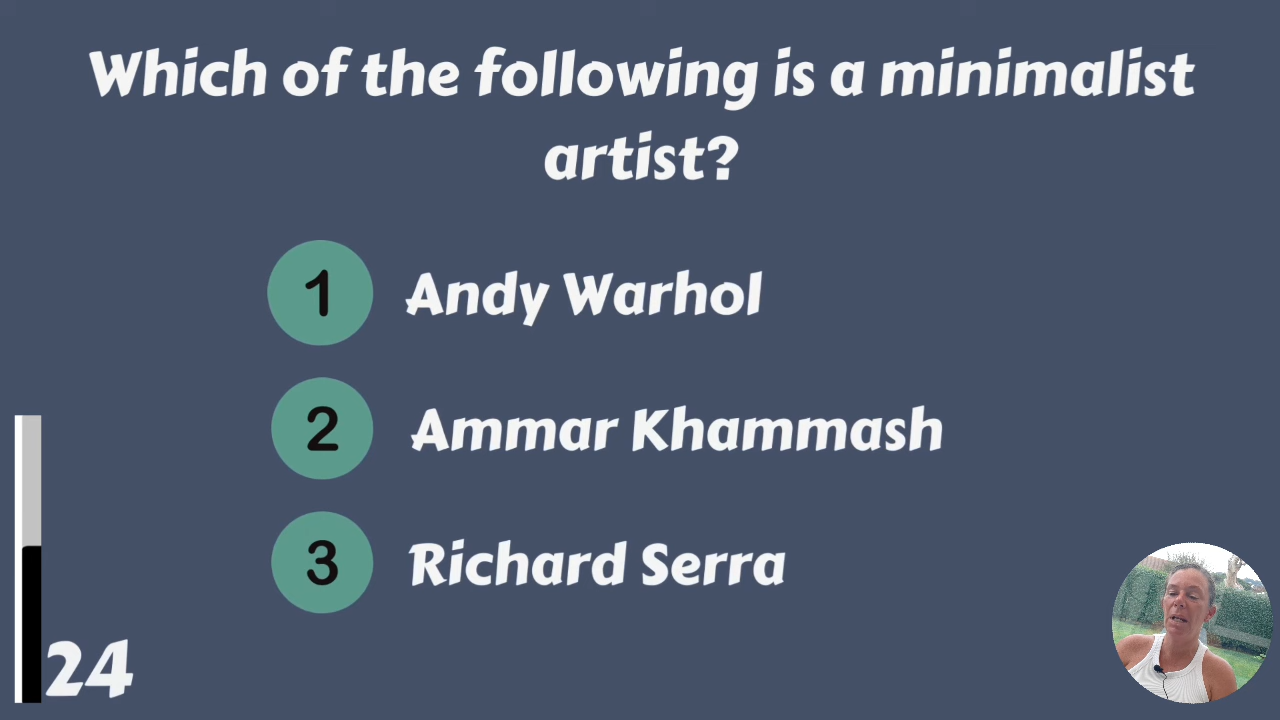 Which of the following is a minimalist
artist?
1 Andy Warhol
2 Ammar Khammash
3 Richard Serra
24